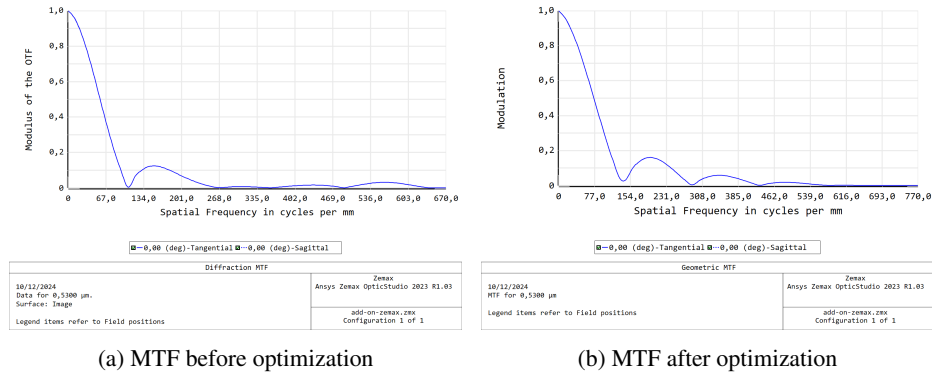 1,0
0,8
0,6
0,4
0,2
0
Modulus of the OTF
0 67,0 134,0 201,0 268,0 335,0 402,0 469,0 536,0 603,0 670,0
Spatial Frequency in cycles per mm
0,00 (deg)-Tangential 0,00 (deg)-Sagittal
Diffraction MTF
10/12/2024
Data for 0,5300 µm.
Surface: Image
Legend items refer to Field positions
Zemax
Ansys Zemax OpticStudio 2023 R1.03
add-on-zemax.zmx
Configuration 1 of 1
(a) MTF before optimization
1,0
0,8
0,6
0,4
0,2
0
Modulation
0 77,0 154,0 231,0 308,0 385,0 462,0 539,0 616,0 693,0 770,0
Spatial Frequency in cycles per mm
0,00 (deg)-Tangential 0,00 (deg)-Sagittal
Geometric MTF
10/12/2024
MTF for 0,5300 µm
Legend items refer to Field positions
Zemax
Ansys Zemax OpticStudio 2023 R1.03
add-on-zemax.zmx
Configuration 1 of 1
(b) MTF after optimization